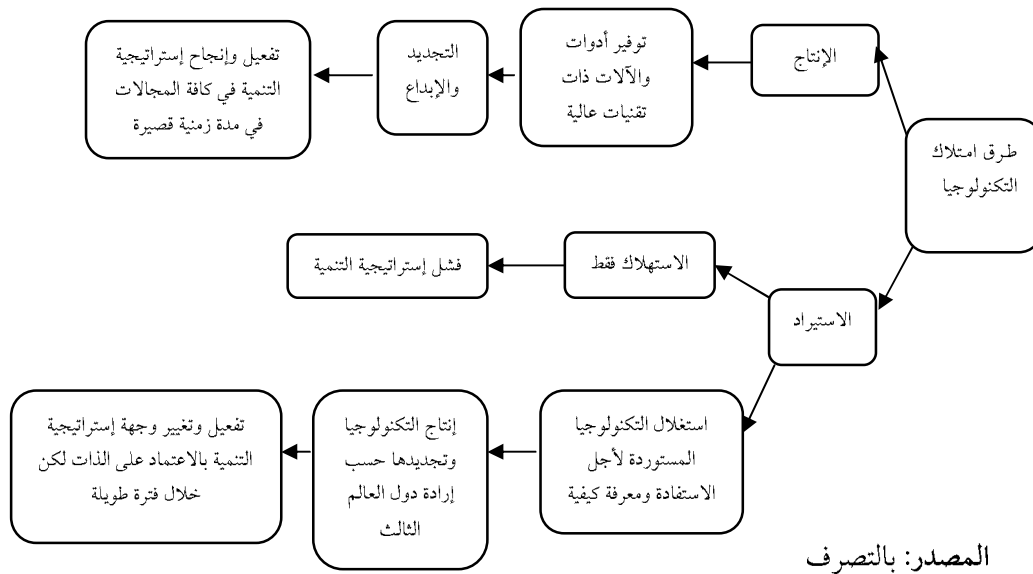 طرق امتلاك
التكنولوجيا
الإنتاج
توفير أدوات
والآلات ذات
تقنيات عالية
التجديد
والإبداع
تفعيل وإنجاح إستراتيجية
التنمية في كافة المجالات
في مدة زمنية قصيرة
الاستيراد
الاستهلاك فقط
فشل إستراتيجية التنمية
استغلال التكنولوجيا
المستوردة لأجل
الاستفادة ومعرفة كيفية
إنتاج التكنولوجيا
وتجديدها حسب
إرادة دول العالم
الثالث
تفعيل وتغيير وجهة إستراتيجية
التنمية بالاعتماد على الذات لكن
خلال فترة طويلة
المصدر: بالتصرف